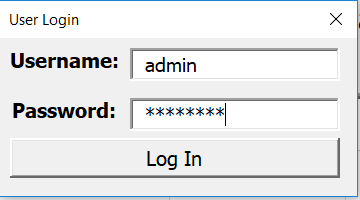 User Login
Username: admin
Password: ********
Log In